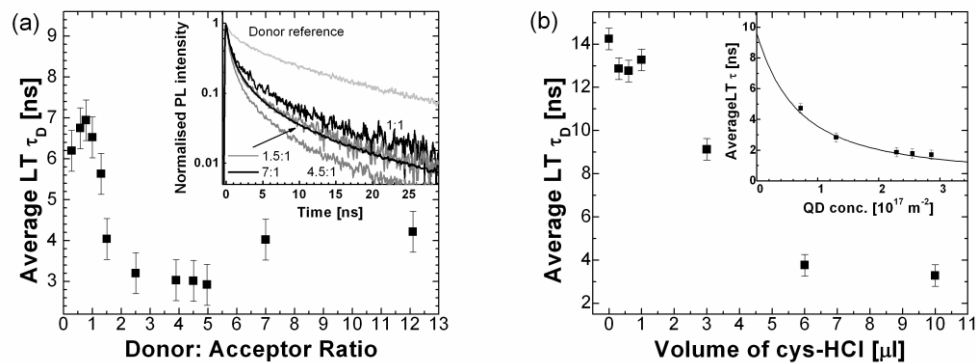 (a)
Average LT τD [ns]
9
8
7
6
5
4
3
0 1 2 3 4 5 6 7 8 9 10 11 12 13
Donor: Acceptor Ratio
Normalised PL intensity
1
0.1
0.01
Donor reference
1:1
1.5:1
7:1 4.5:1
0 5 10 15 20 25
Time [ns]
(b)
Average LT τD [ns]
16
14
12
10
8
6
4
2
0 1 2 3 4 5 6 7 8 9 10 11
Volume of cys-HCl [µl]
AverageLT τ [ns]
10
8
6
4
2
0
0 1 2 3
QD conc. [10¹⁷ m⁻²]